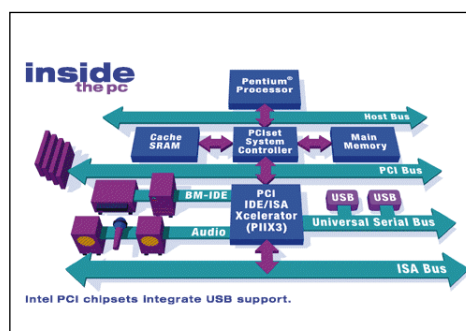 inside
the pc
Pentium®
Processor
Host Bus
Cache
SRAM
PCIset
System
Controller
Main
Memory
PCI Bus
BM-IDE
PCI
IDE/ISA
Xcelerator
(PIIX3)
USB
USB
Universal Serial Bus
Audio
ISA Bus
Intel PCI chipsets integrate USB support.